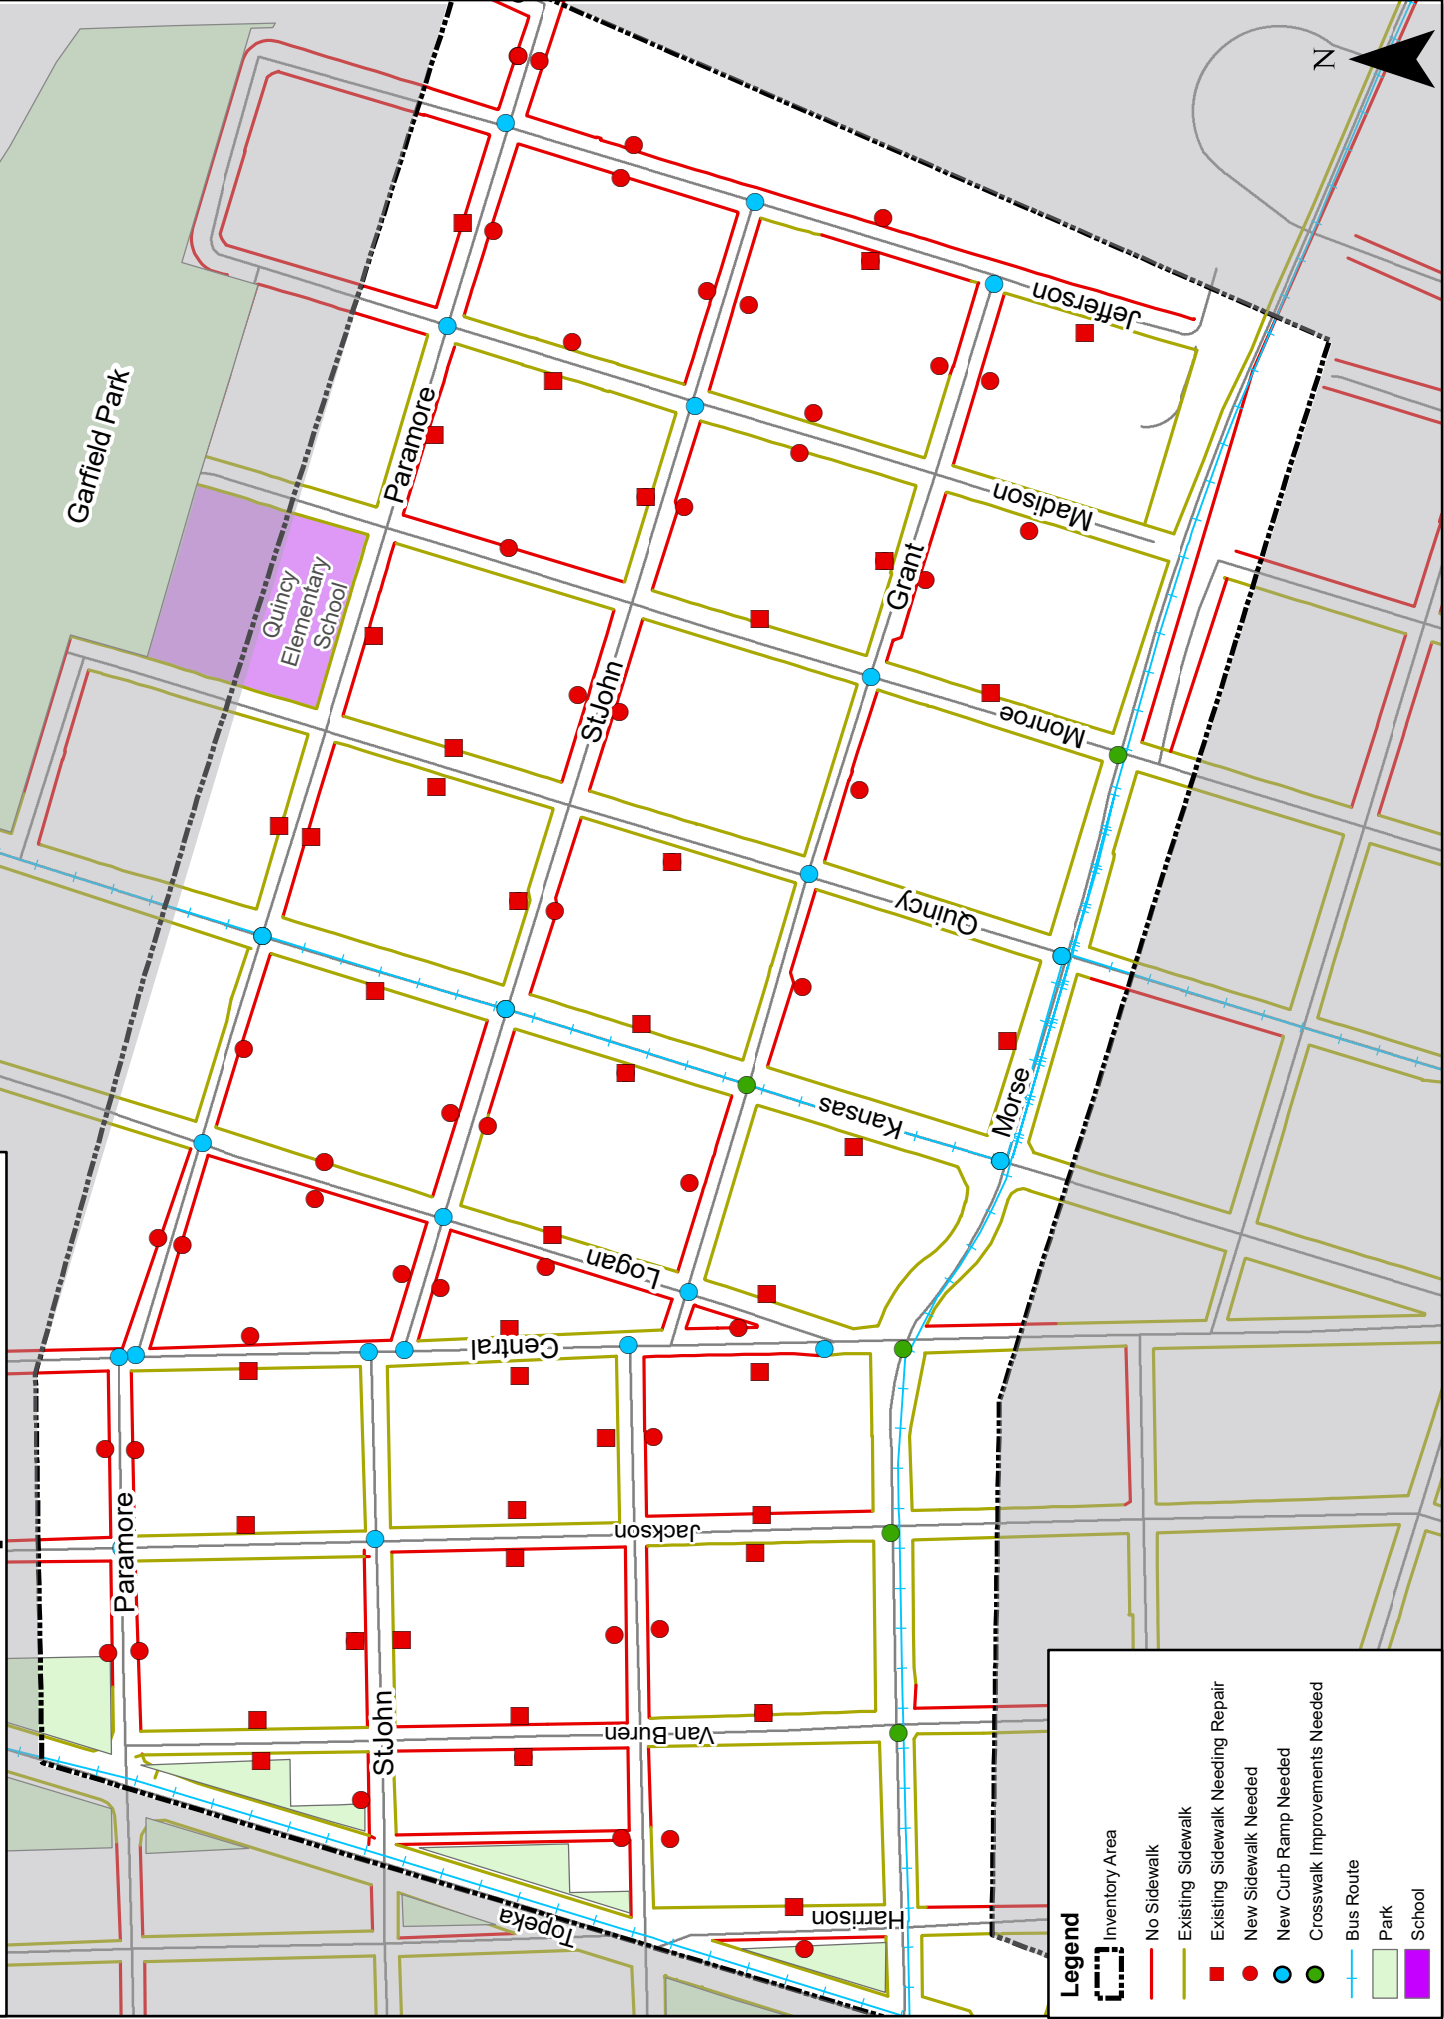 N
Garfield Park
Quincy
Elementary
School
Paramore
StJohn
Grant
Jefferson
Madison
Monroe
Quincy
Kansas
Morse
Logan
Central
Paramore
Jackson
StJohn
Van Buren
Topeka
Harrison
Legend
Inventory Area
No Sidewalk
Existing Sidewalk
Existing Sidewalk Needing Repair
New Sidewalk Needed
New Curb Ramp Needed
Crosswalk Improvements Needed
Bus Route
Park
School